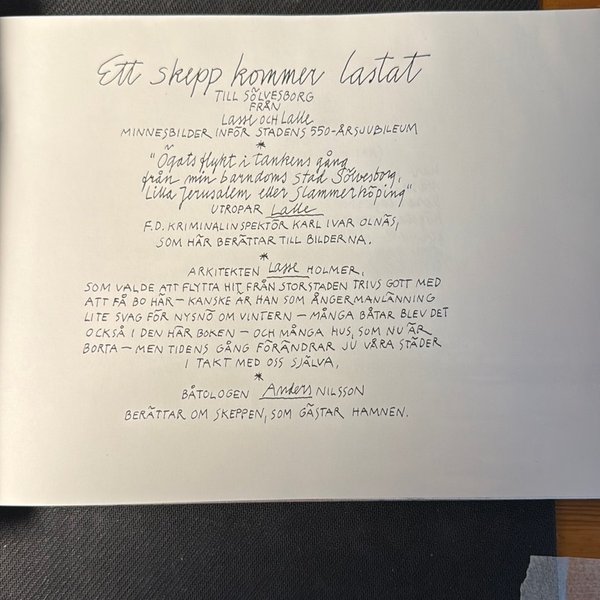 Ett skepp kommer lastat
TILL SÖLVESBORG
FRÅN
Lasse OCH Lalle
MINNESBILDER INFÖR STADENS 550-ÅRSJUBILEUM
*
"Ögats flykt i tankens gång
från min barndoms stad Sölvesborg.
Lilla Jerusalem eller Slammerköping"
UTROPAR Lalle
F.D. KRIMINALINSPEKTÖR KARL IVAR OLNÄS,
SOM HÄR BERÄTTAR TILL BILDERNA.
*
ARKITEKTEN Lasse HOLMER,
SOM VALDE ATT FLYTTA HIT FRÅN STORSTADEN TRIVS GOTT MED
ATT FÅ BO HÄR – KANSKE ÄR HAN SOM ÅNGERMANLÄNNING
LITE SVAG FÖR NYSNÖ OM VINTERN – MÅNGA BÅTAR BLEV DET
OCKSÅ I DEN HÄR BOKEN – OCH MÅNGA HUS, SOM NU ÄR
BORTA – MEN TIDENS GÅNG FÖRÄNDRAR JU VÅRA STÄDER
I TAKT MED OSS SJÄLVA.
*
BÅTOLOGEN Anders NILSSON
BERÄTTAR OM SKEPPEN, SOM GÄSTAR HAMNEN.